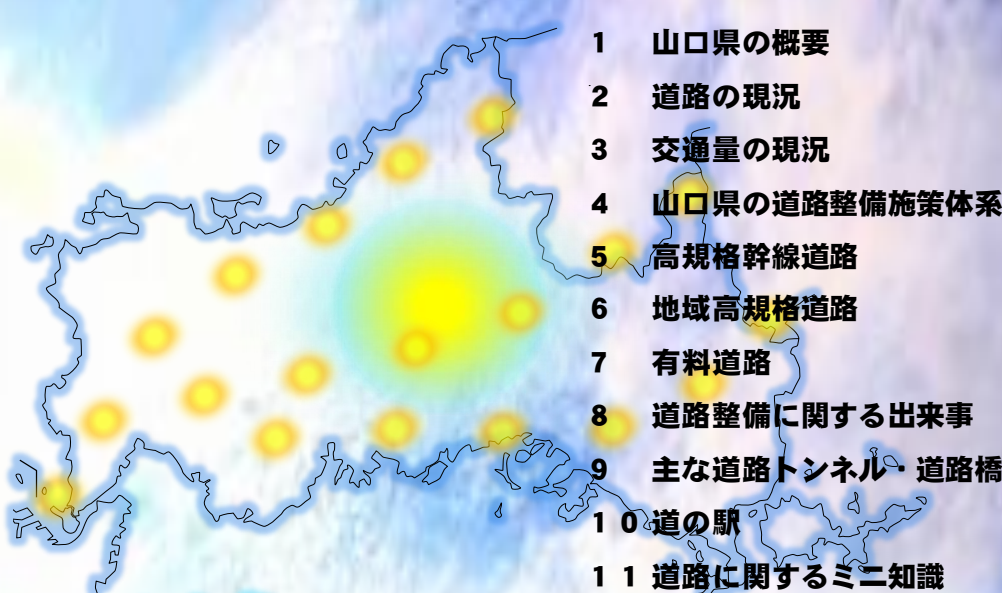 1 山口県の概要
2 道路の現況
3 交通量の現況
4 山口県の道路整備施策体系
5 高規格幹線道路
6 地域高規格道路
7 有料道路
8 道路整備に関する出来事
9 主な道路トンネル・道路橋
10 道の駅
11 道路に関するミニ知識